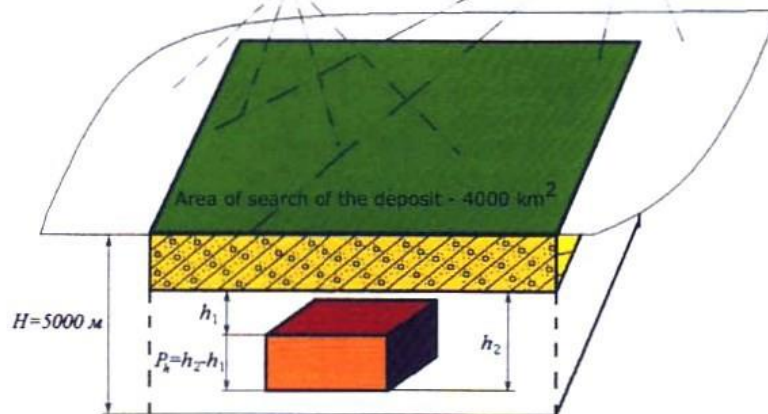 Area of search of the deposit - 4000 km²
H=5000 м
h₁
Pₕ=h₂-h₁
h₂